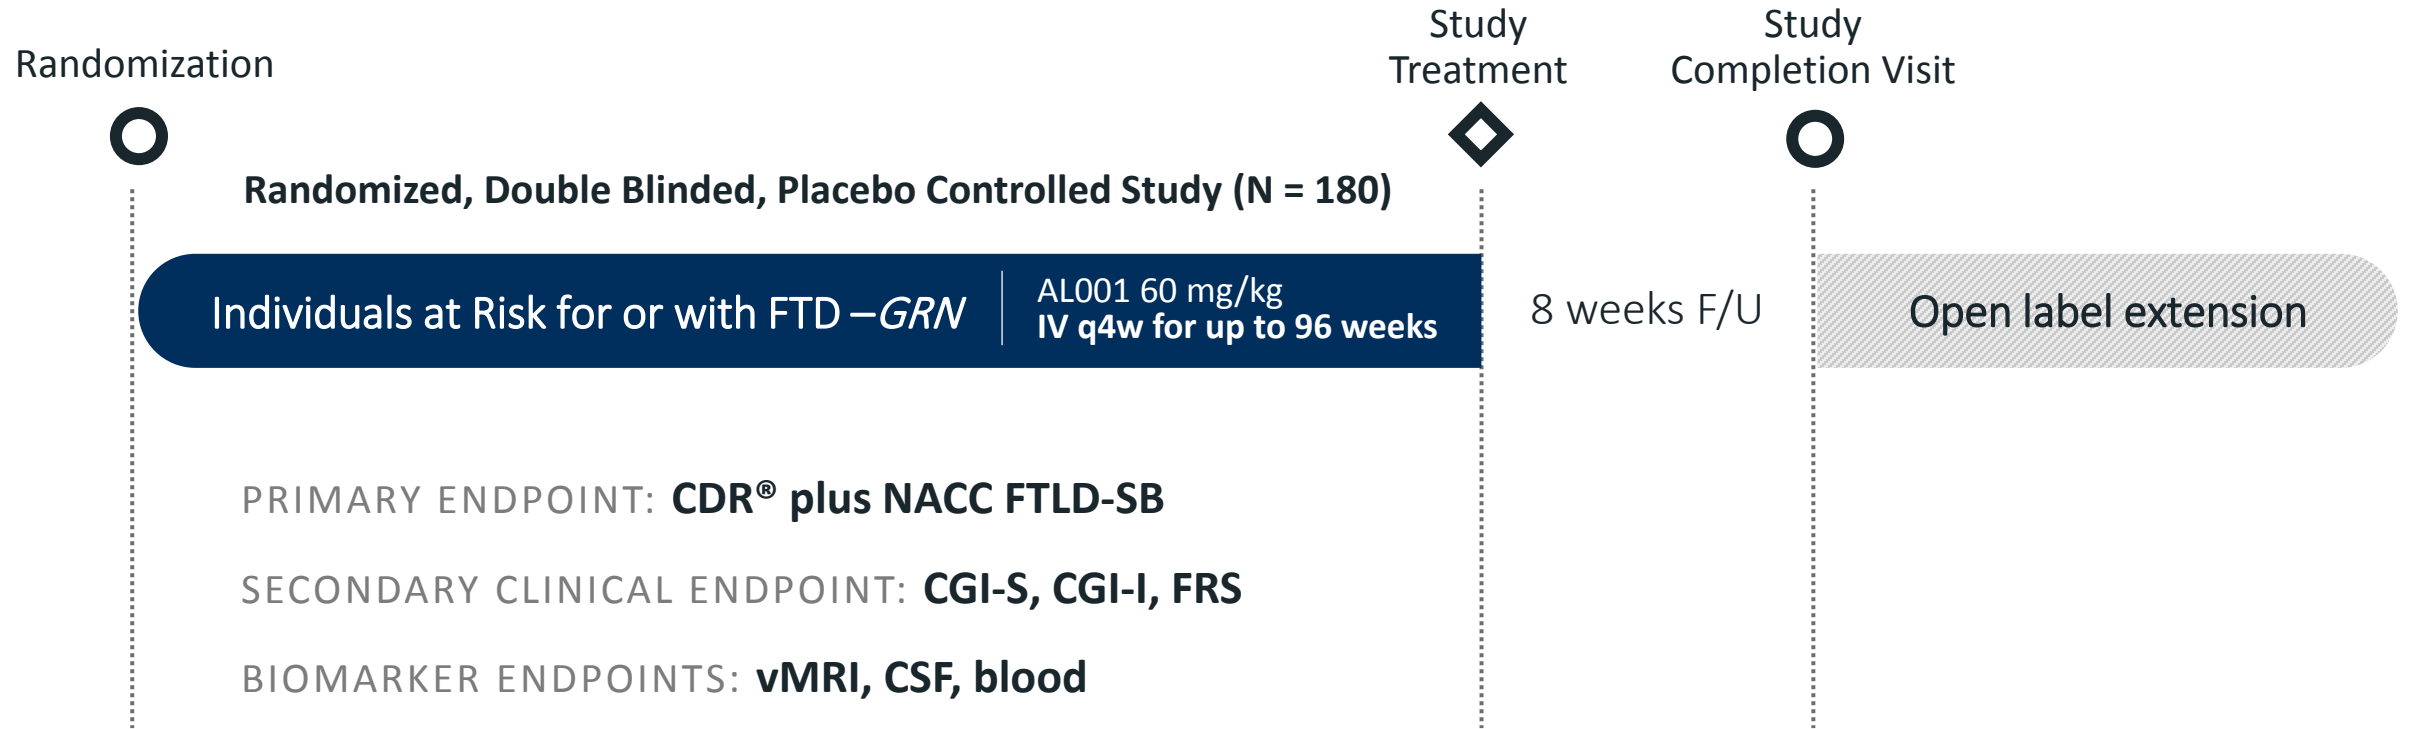 Randomization
Study
Treatment
Study
Completion Visit
Randomized, Double Blinded, Placebo Controlled Study (N = 180)
Individuals at Risk for or with FTD –GRN
AL001 60 mg/kg
IV q4w for up to 96 weeks
8 weeks F/U
Open label extension
PRIMARY ENDPOINT: CDR® plus NACC FTLD-SB
SECONDARY CLINICAL ENDPOINT: CGI-S, CGI-I, FRS
BIOMARKER ENDPOINTS: vMRI, CSF, blood